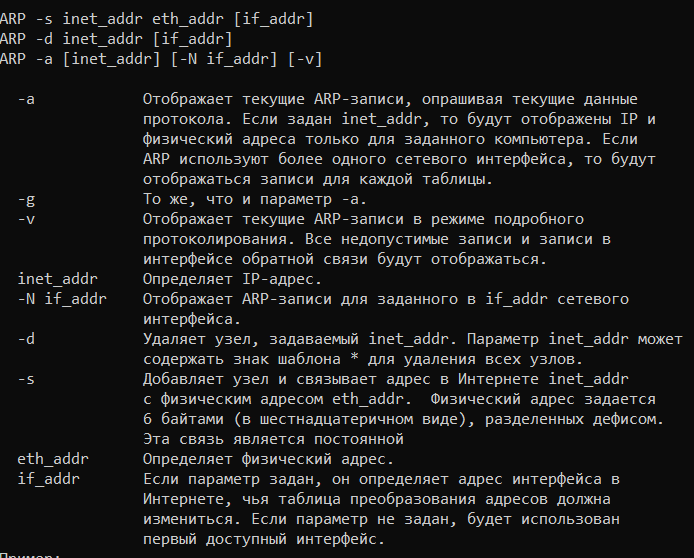 ARP -s inet_addr eth_addr [if_addr]
ARP -d inet_addr [if_addr]
ARP -a [inet_addr] [-N if_addr] [-v]
-a Отображает текущие ARP-записи, опрашивая текущие данные
протокола. Если задан inet_addr, то будут отображены IP и
физический адреса только для заданного компьютера. Если
ARP используют более одного сетевого интерфейса, то будут
отображаться записи для каждой таблицы.
-g То же, что и параметр -a.
-v Отображает текущие ARP-записи в режиме подробного
протоколирования. Все недопустимые записи и записи в
интерфейсе обратной связи будут отображаться.
inet_addr Определяет IP-адрес.
-N if_addr Отображает ARP-записи для заданного в if_addr сетевого
интерфейса.
-d Удаляет узел, задаваемый inet_addr. Параметр inet_addr может
содержать знак шаблона * для удаления всех узлов.
-s Добавляет узел и связывает адрес в Интернете inet_addr
с физическим адресом eth_addr.  Физический адрес задается
6 байтами (в шестнадцатеричном виде), разделенных дефисом.
Эта связь является постоянной
eth_addr Определяет физический адрес.
if_addr Если параметр задан, он определяет адрес интерфейса в
Интернете, чья таблица преобразования адресов должна
измениться. Если параметр не задан, будет использован
первый доступный интерфейс.
Пример: